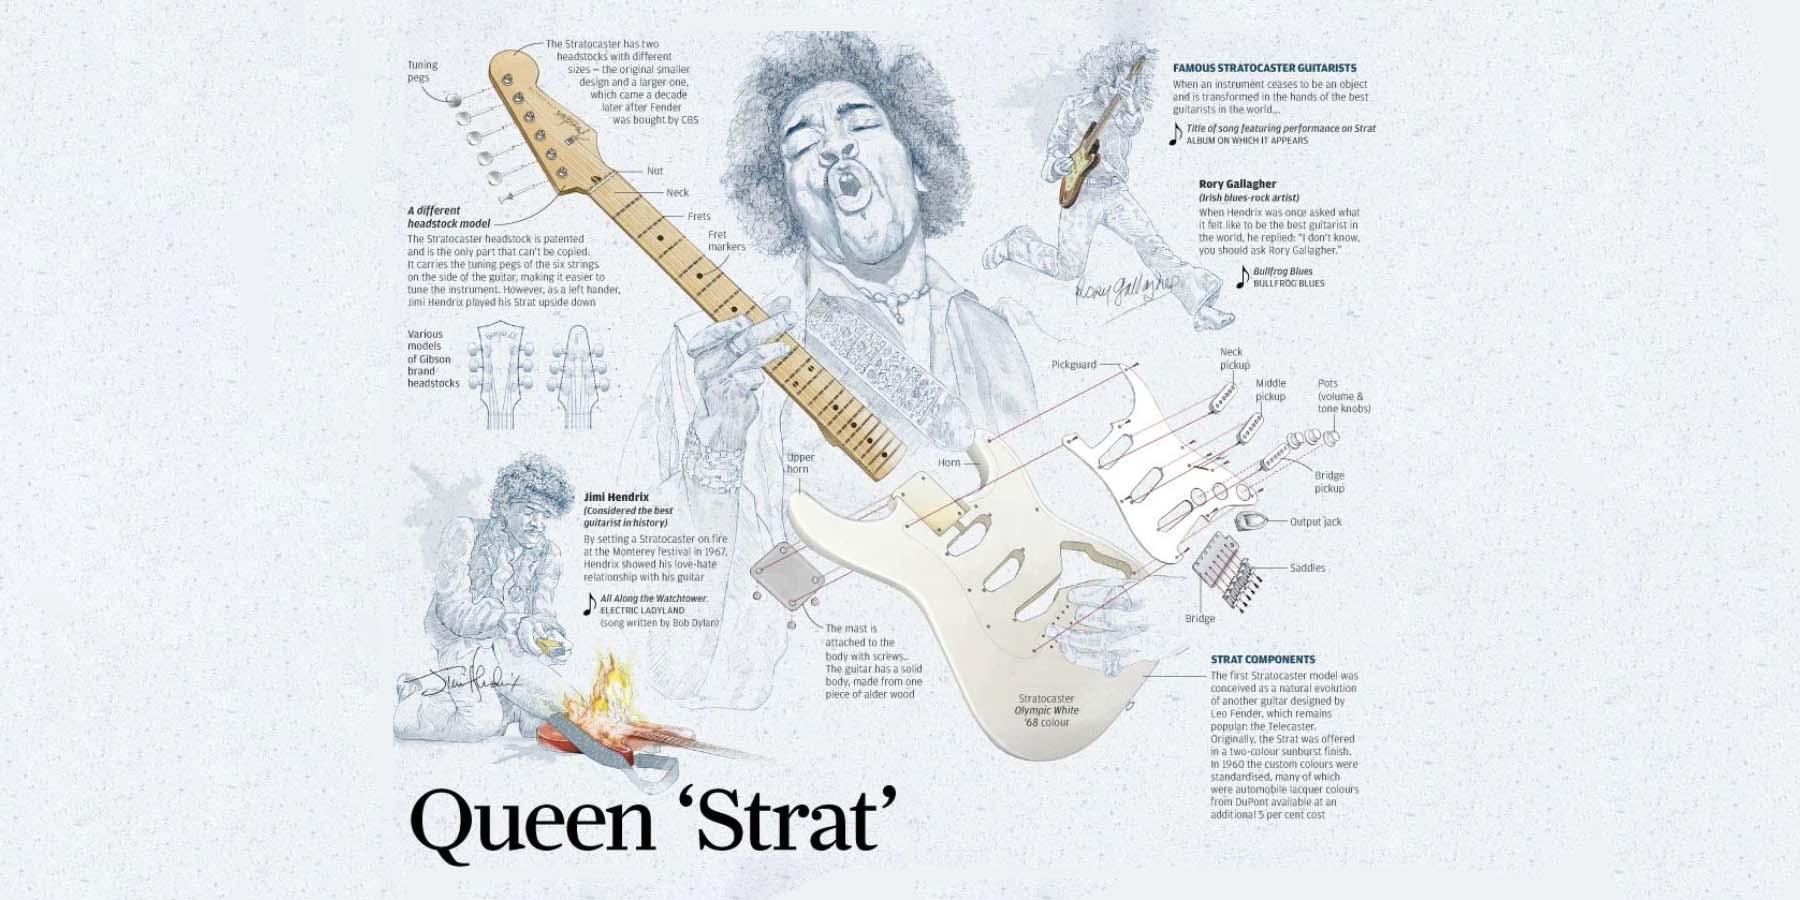 Tuning
pegs
The Stratocaster has two
headstocks with different
sizes – the original smaller
design and a larger one,
which came a decade
later after Fender
was bought by CBS
Fender
Nut
Neck
Frets
Fret
markers
A different
headstock model
The Stratocaster headstock is patented
and is the only part that can't be copied.
It carries the tuning pegs of the six strings
on the side of the guitar, making it easier to
tune the instrument. However, as a left hander,
Jimi Hendrix played his Strat upside down
Various
models
of Gibson
brand
headstocks
FAMOUS STRATOCASTER GUITARISTS
When an instrument ceases to be an object
and is transformed in the hands of the best
guitarists in the world...
Title of song featuring performance on Strat
ALBUM ON WHICH IT APPEARS
Rory Gallagher
(Irish blues-rock artist)
When Hendrix was once asked what
it felt like to be the best guitarist in
the world, he replied: “I don't know,
you should ask Rory Gallagher.”
Bullfrog Blues
BULLFROG BLUES
Rory Gallagher
Pickguard
Neck
pickup
Middle
pickup
Pots
(volume &
tone knobs)
Bridge
pickup
Output jack
Saddles
Bridge
Upper
horn
Horn
Jimi Hendrix
(Considered the best
guitarist in history)
By setting a Stratocaster on fire
at the Monterey festival in 1967,
Hendrix showed his love-hate
relationship with his guitar
All Along the Watchtower.
ELECTRIC LADYLAND
(song written by Bob Dylan)
Jimi Hendrix
The mast is
attached to the
body with screws..
The guitar has a solid
body, made from one
piece of alder wood
Stratocaster
Olympic White
'68 colour
STRAT COMPONENTS
The first Stratocaster model was
conceived as a natural evolution
of another guitar designed by
Leo Fender, which remains
popular: the Telecaster.
Originally, the Strat was offered
in a two-colour sunburst finish.
In 1960 the custom colours were
standardised, many of which
were automobile lacquer colours
from DuPont available at an
additional 5 per cent cost
Queen ‘Strat’